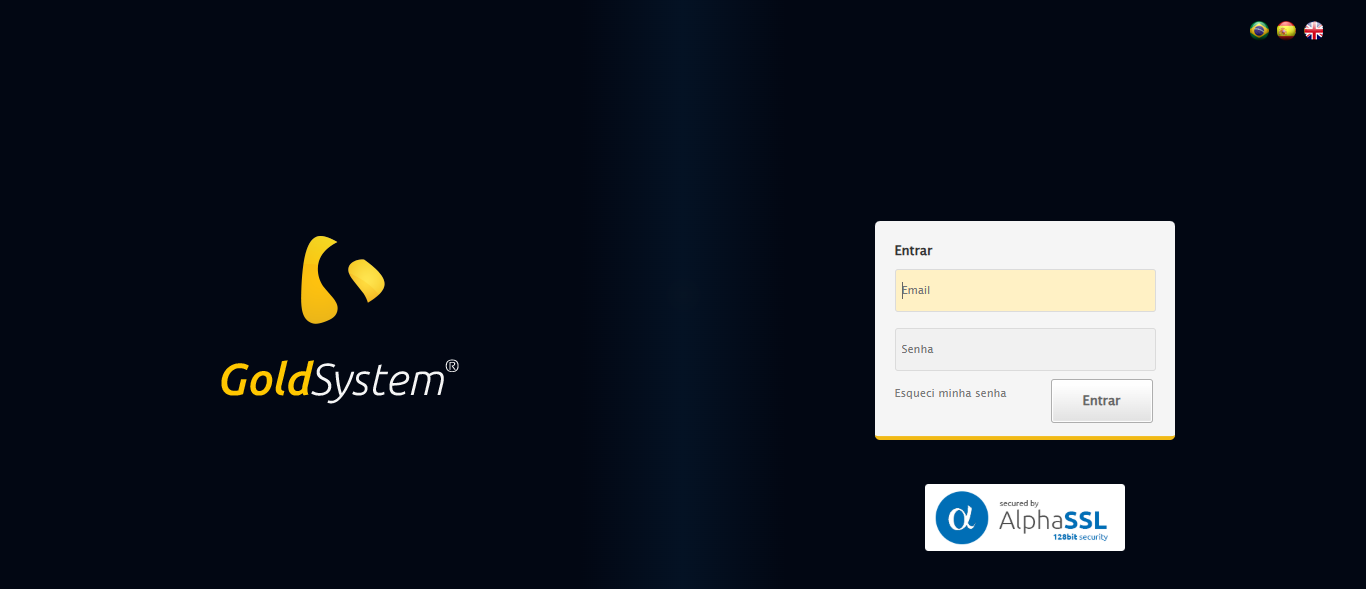 GoldSystem®
Entrar
Email
Senha
Esqueci minha senha
Entrar
α
secured by
AlphaSSL
128bit security